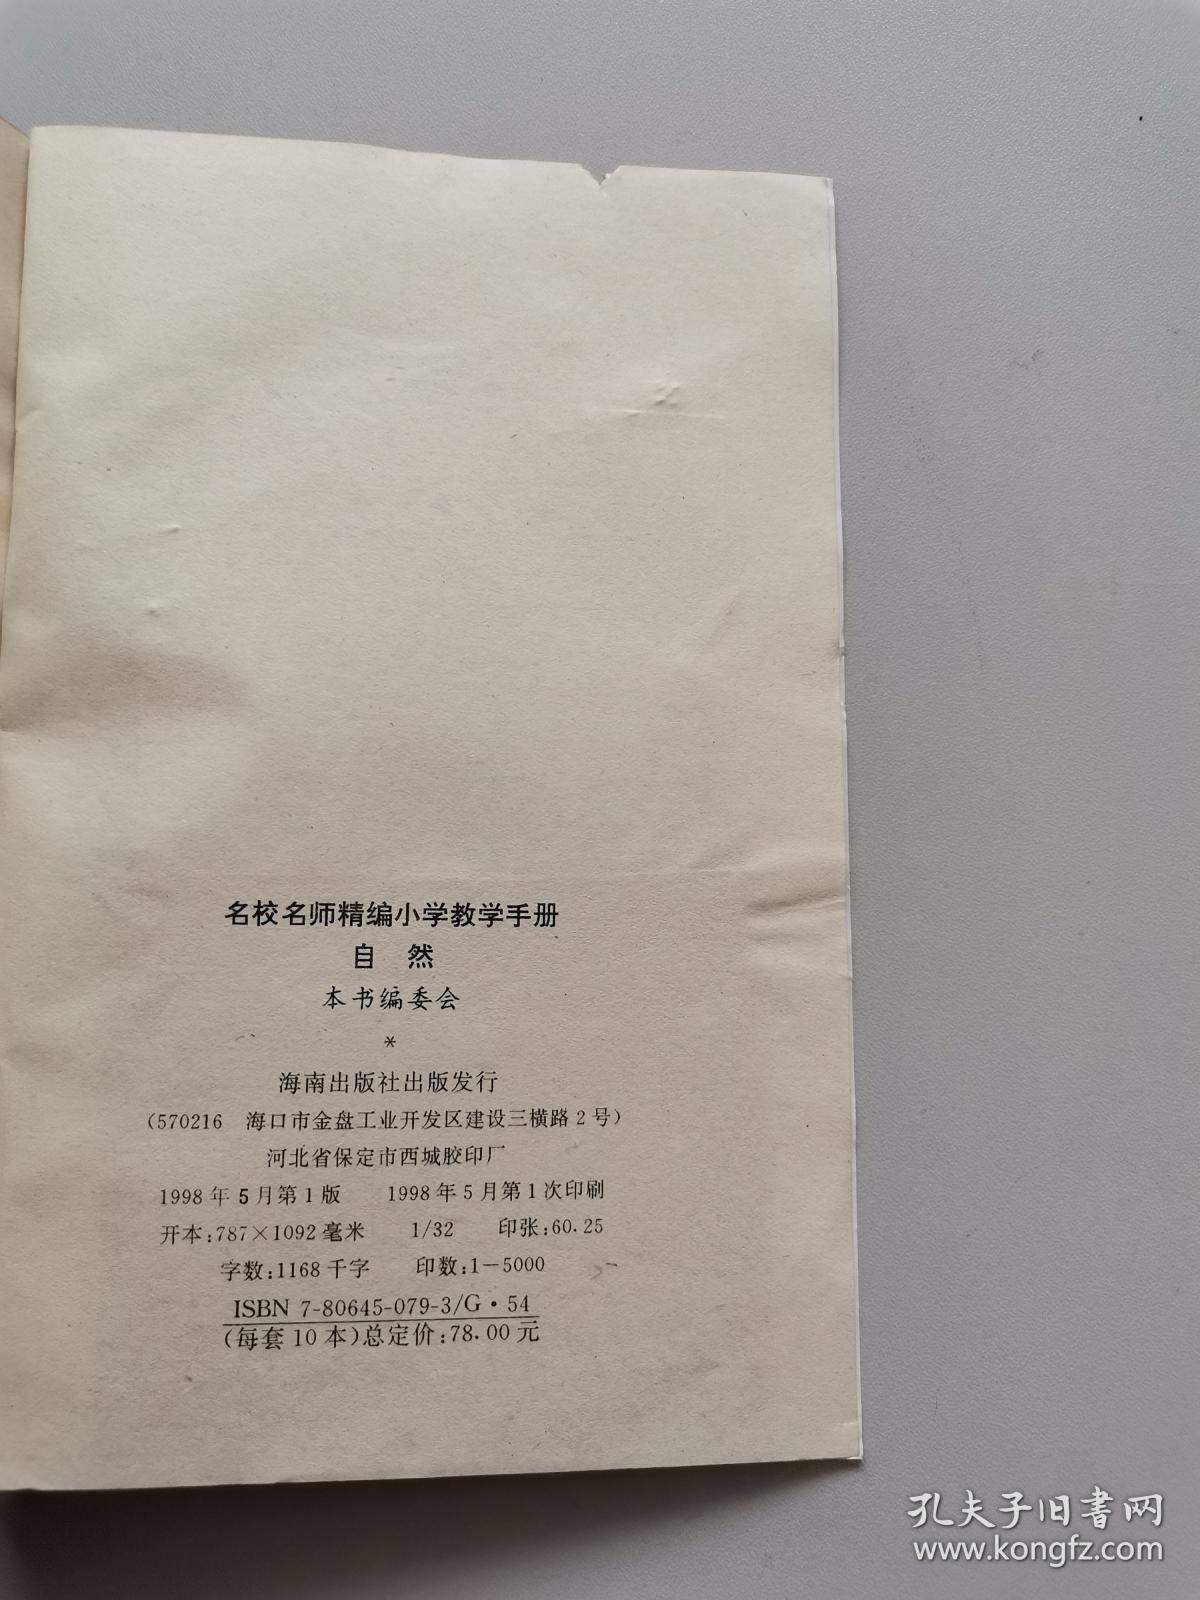 名校名师精编小学教学手册
自 然
本书编委会
*
海南出版社出版发行
(570216 海口市金盘工业开发区建设三横路2号)
河北省保定市西城胶印厂
1998年5月第1版 1998年5月第1次印刷
开本:787×1092毫米 1/32 印张:60.25
字数:1168千字 印数:1—5000
ISBN 7-80645-079-3/G·54
(每套10本)总定价:78.00元
孔夫子旧书网
www.kongfz.com